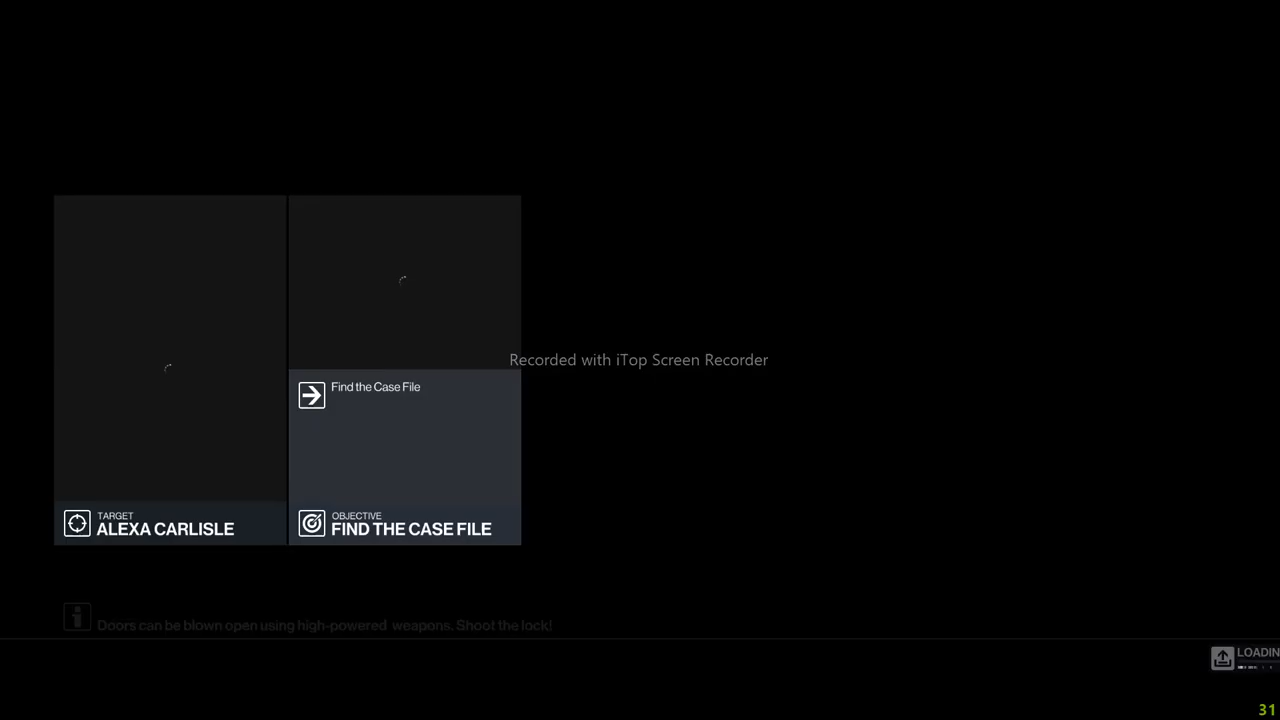 Recorded with iTop Screen Recorder
Find the Case File
TARGET
ALEXA CARLISLE
OBJECTIVE
FIND THE CASE FILE
Doors can be blown open using high-powered weapons. Shoot the lock!
LOADIN
31